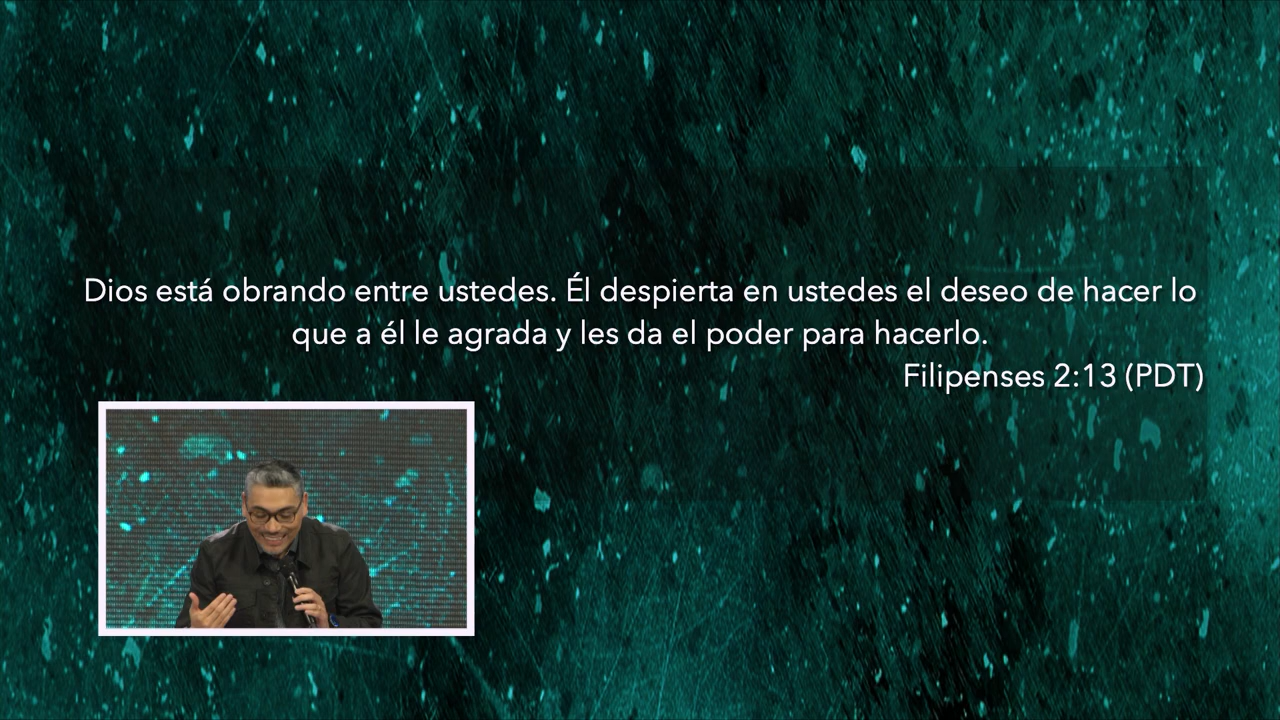 Dios está obrando entre ustedes. Él despierta en ustedes el deseo de hacer lo
que a él le agrada y les da el poder para hacerlo.
Filipenses 2:13 (PDT)